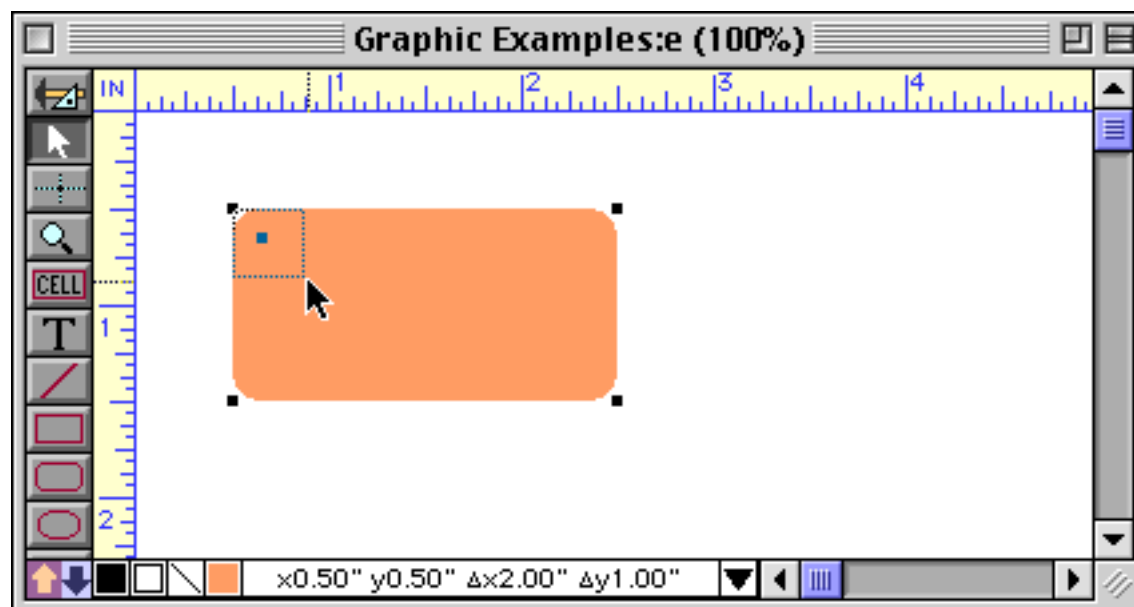 Graphic Examples:e (100%)
IN
1 2 3 4
CELL
T
1
2
x0.50" y0.50" Δx2.00" Δy1.00"